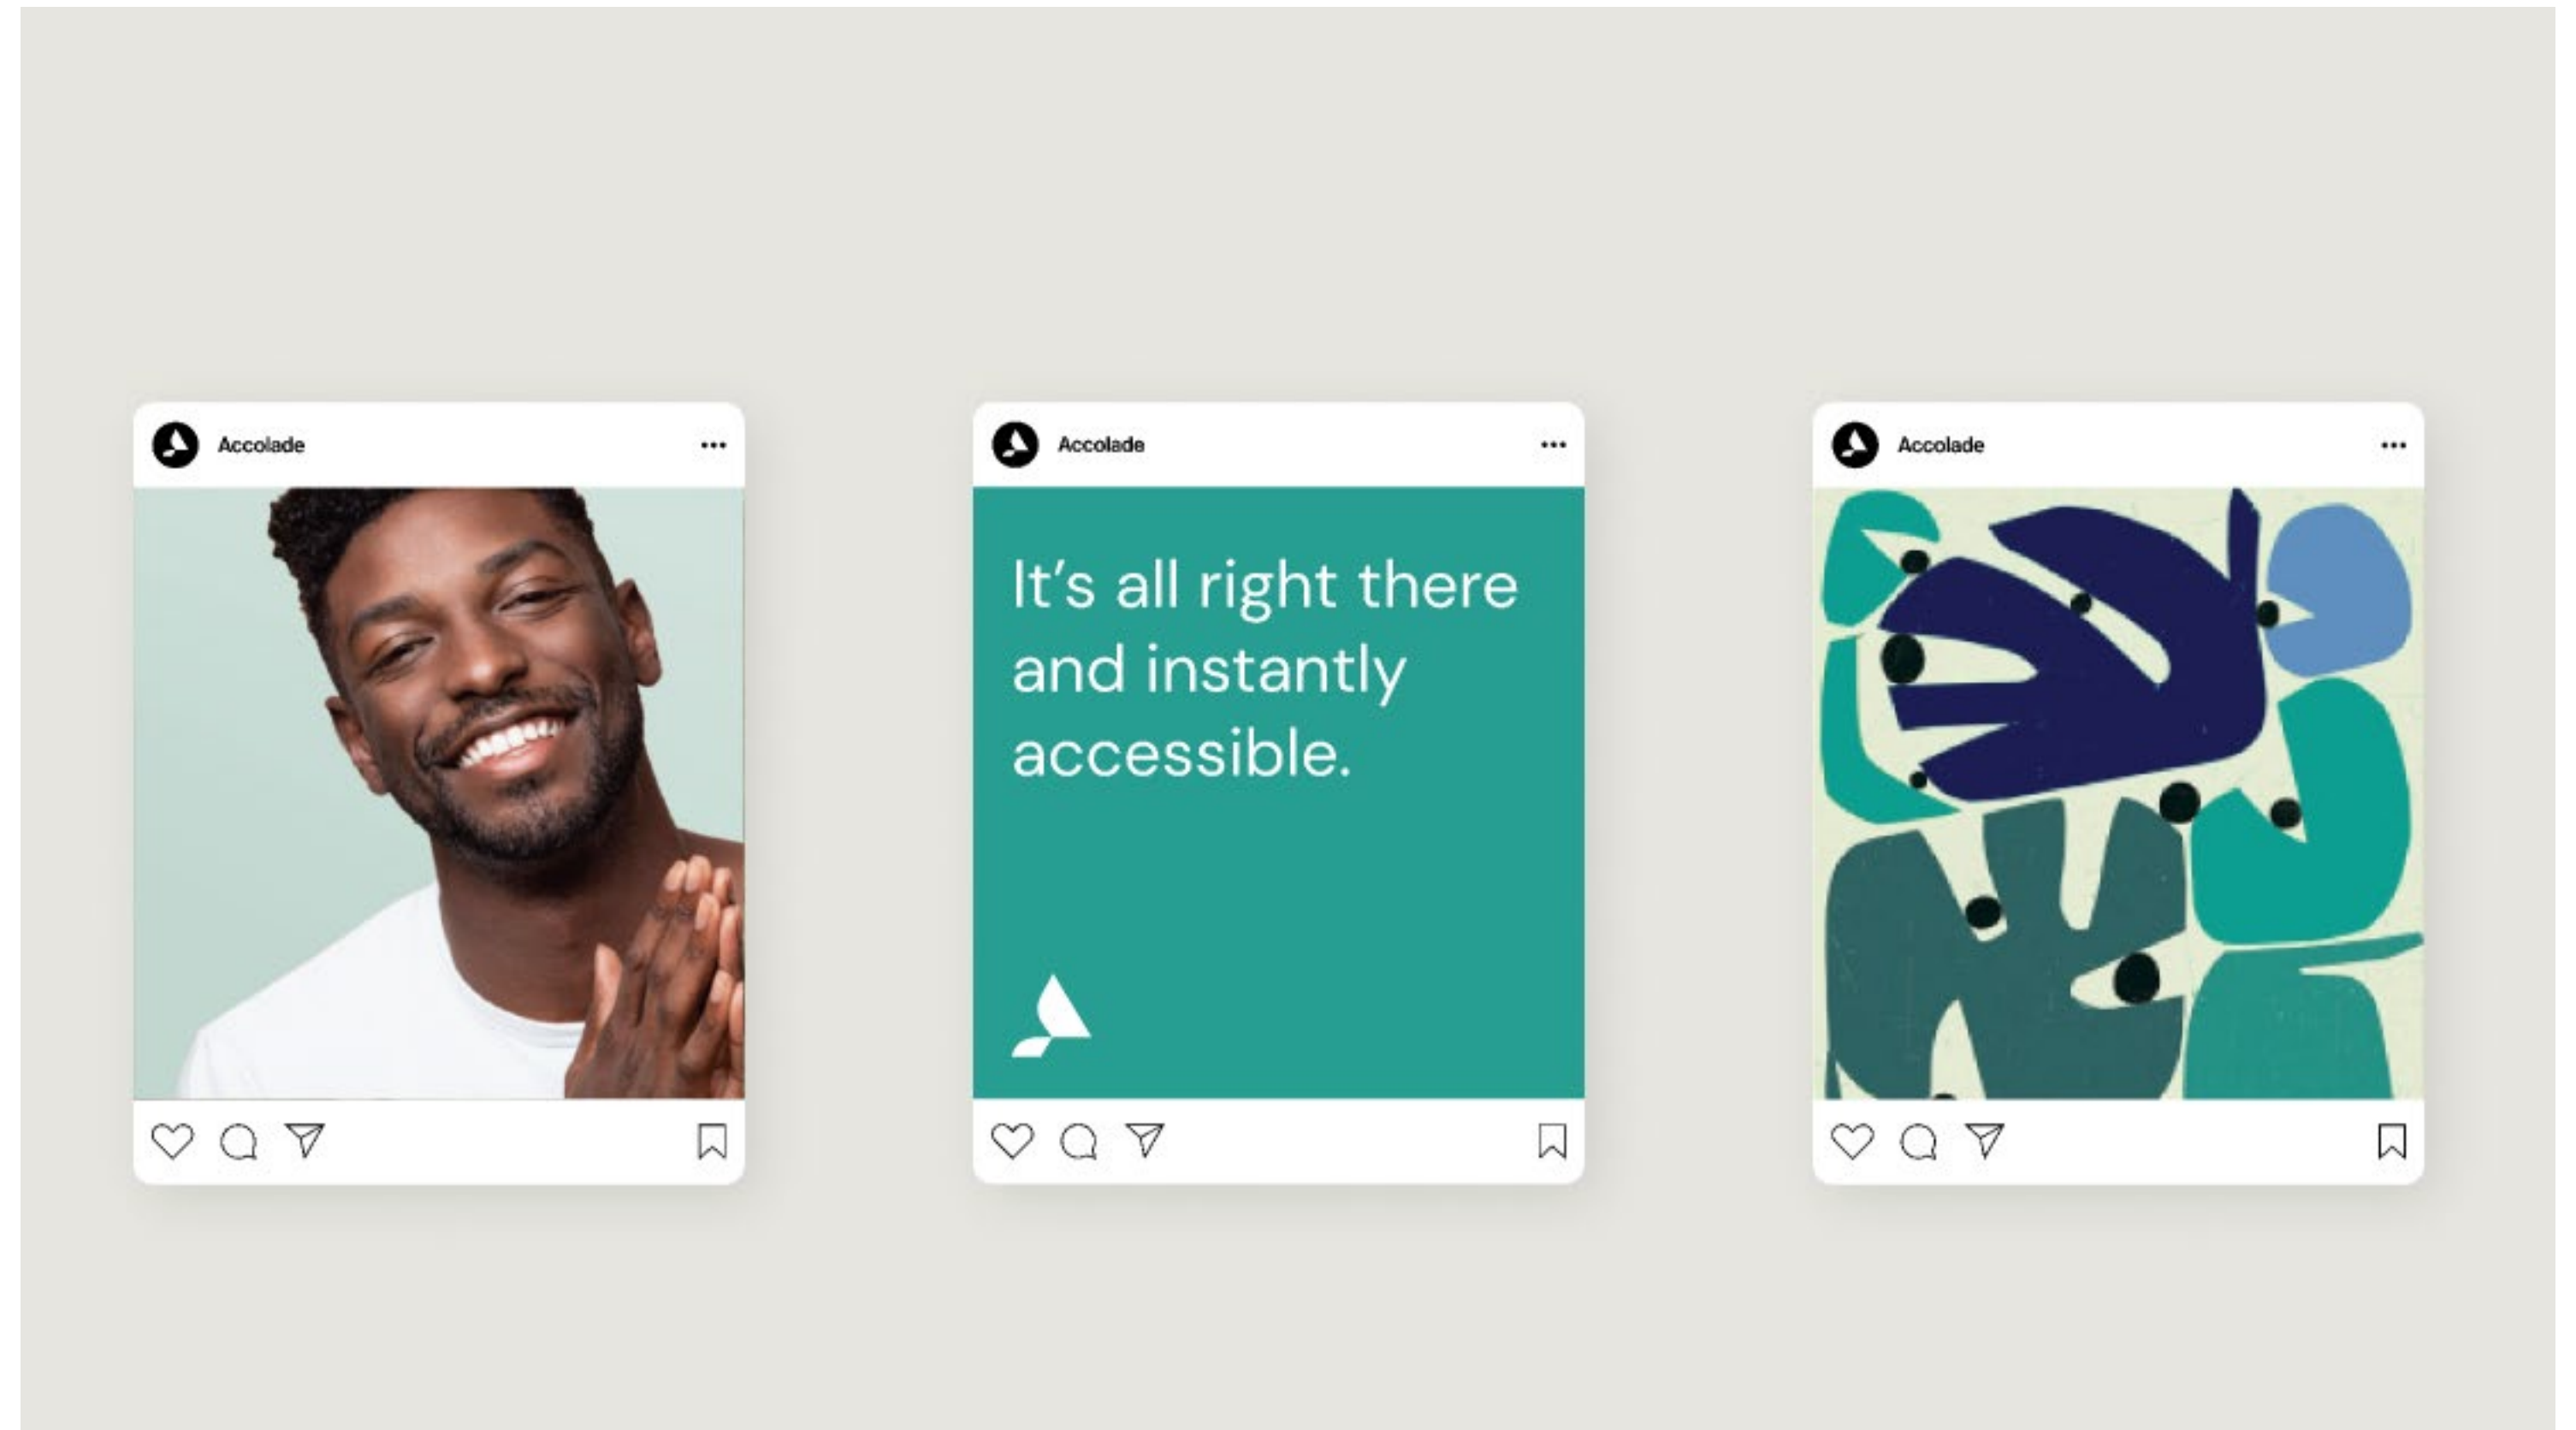 Accolade
Accolade
It's all right there
and instantly
accessible.
Accolade